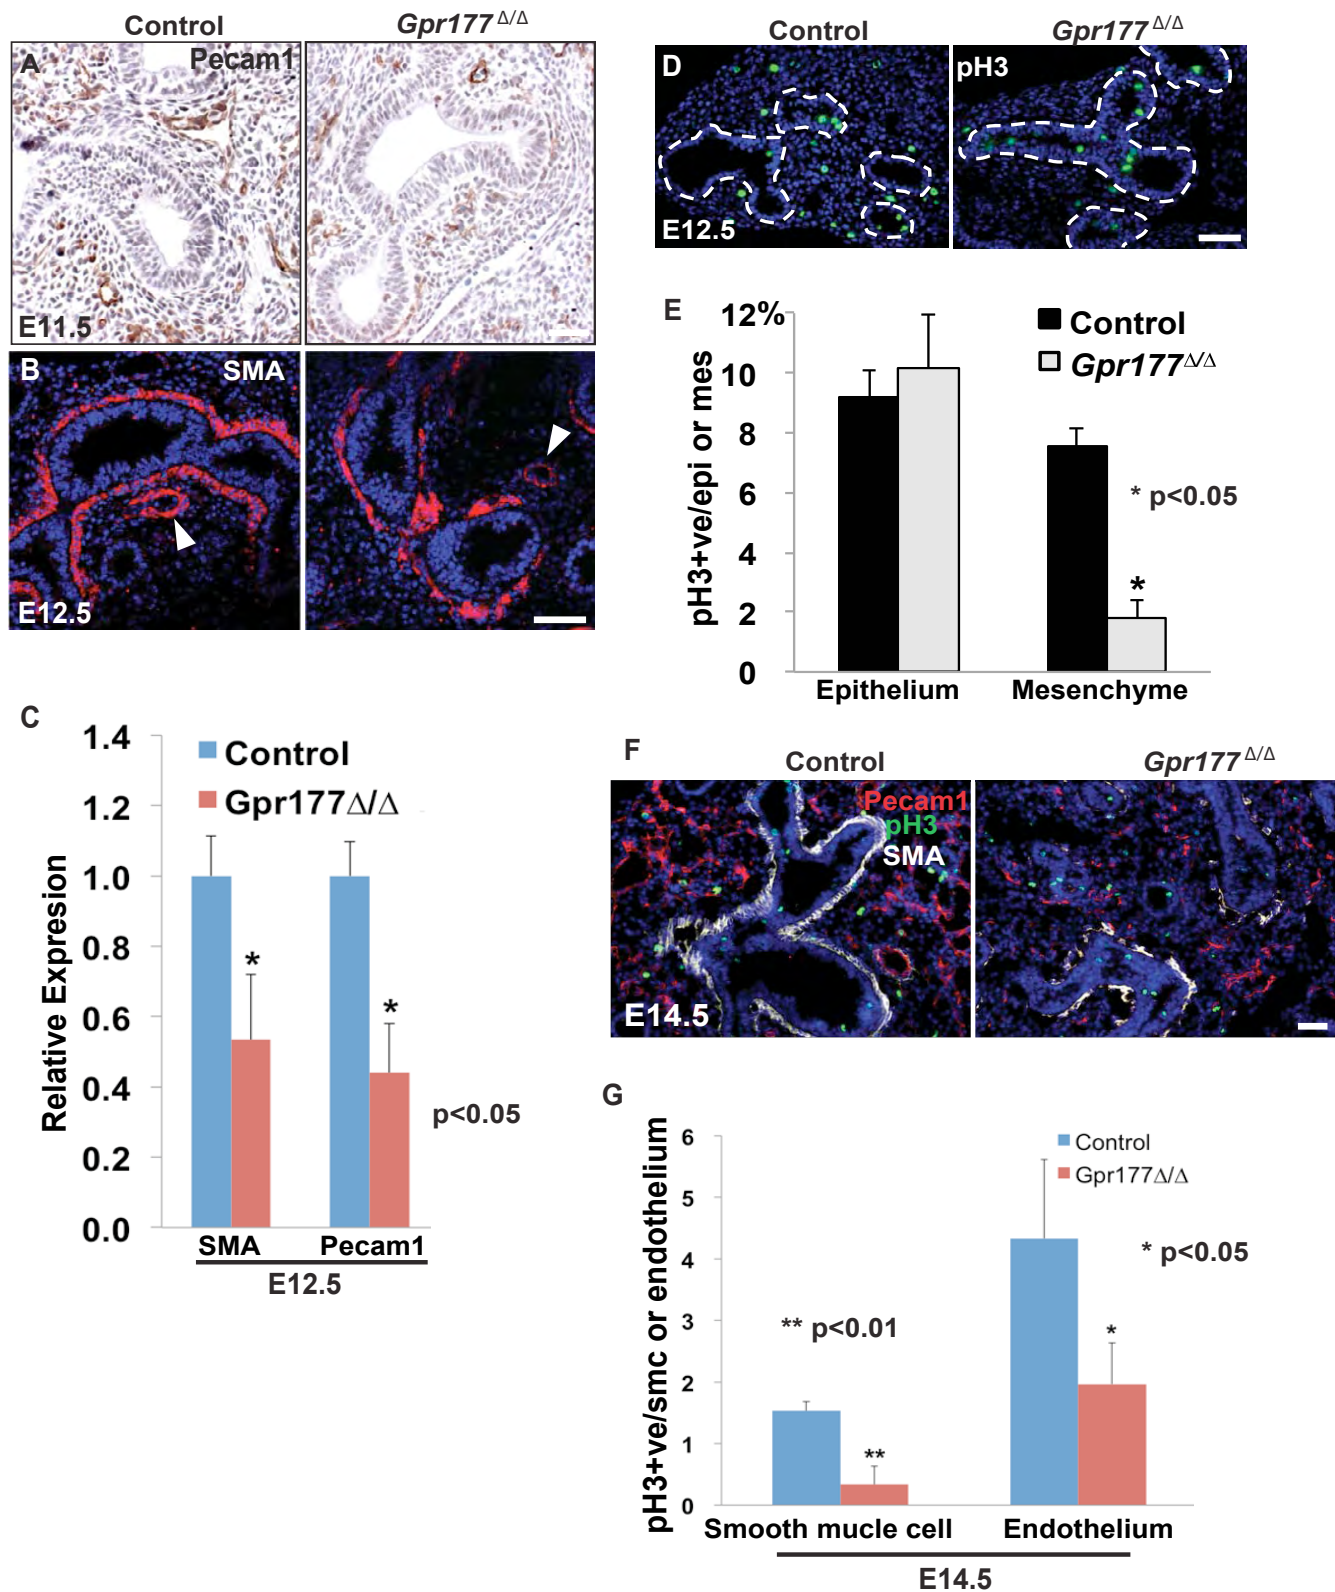 Control
Gpr177 Δ/Δ
A
Pecam1
E11.5
B
SMA
E12.5
C
1.4
1.2
1.0
0.8
0.6
0.4
0.2
0.0
Relative Expresion
Control
Gpr177Δ/Δ
*
*
p<0.05
SMA
Pecam1
E12.5
Control
Gpr177 Δ/Δ
D
pH3
E12.5
E
12%
10
8
6
4
2
0
pH3+ve/epi or mes
Control
Gpr177Δ/Δ
* p<0.05
*
Epithelium
Mesenchyme
F
Control
Gpr177 Δ/Δ
Pecam1
pH3
SMA
E14.5
G
6
5
4
3
2
1
0
pH3+ve/smc or endothelium
Control
Gpr177Δ/Δ
* p<0.05
** p<0.01
**
*
Smooth mucle cell
Endothelium
E14.5